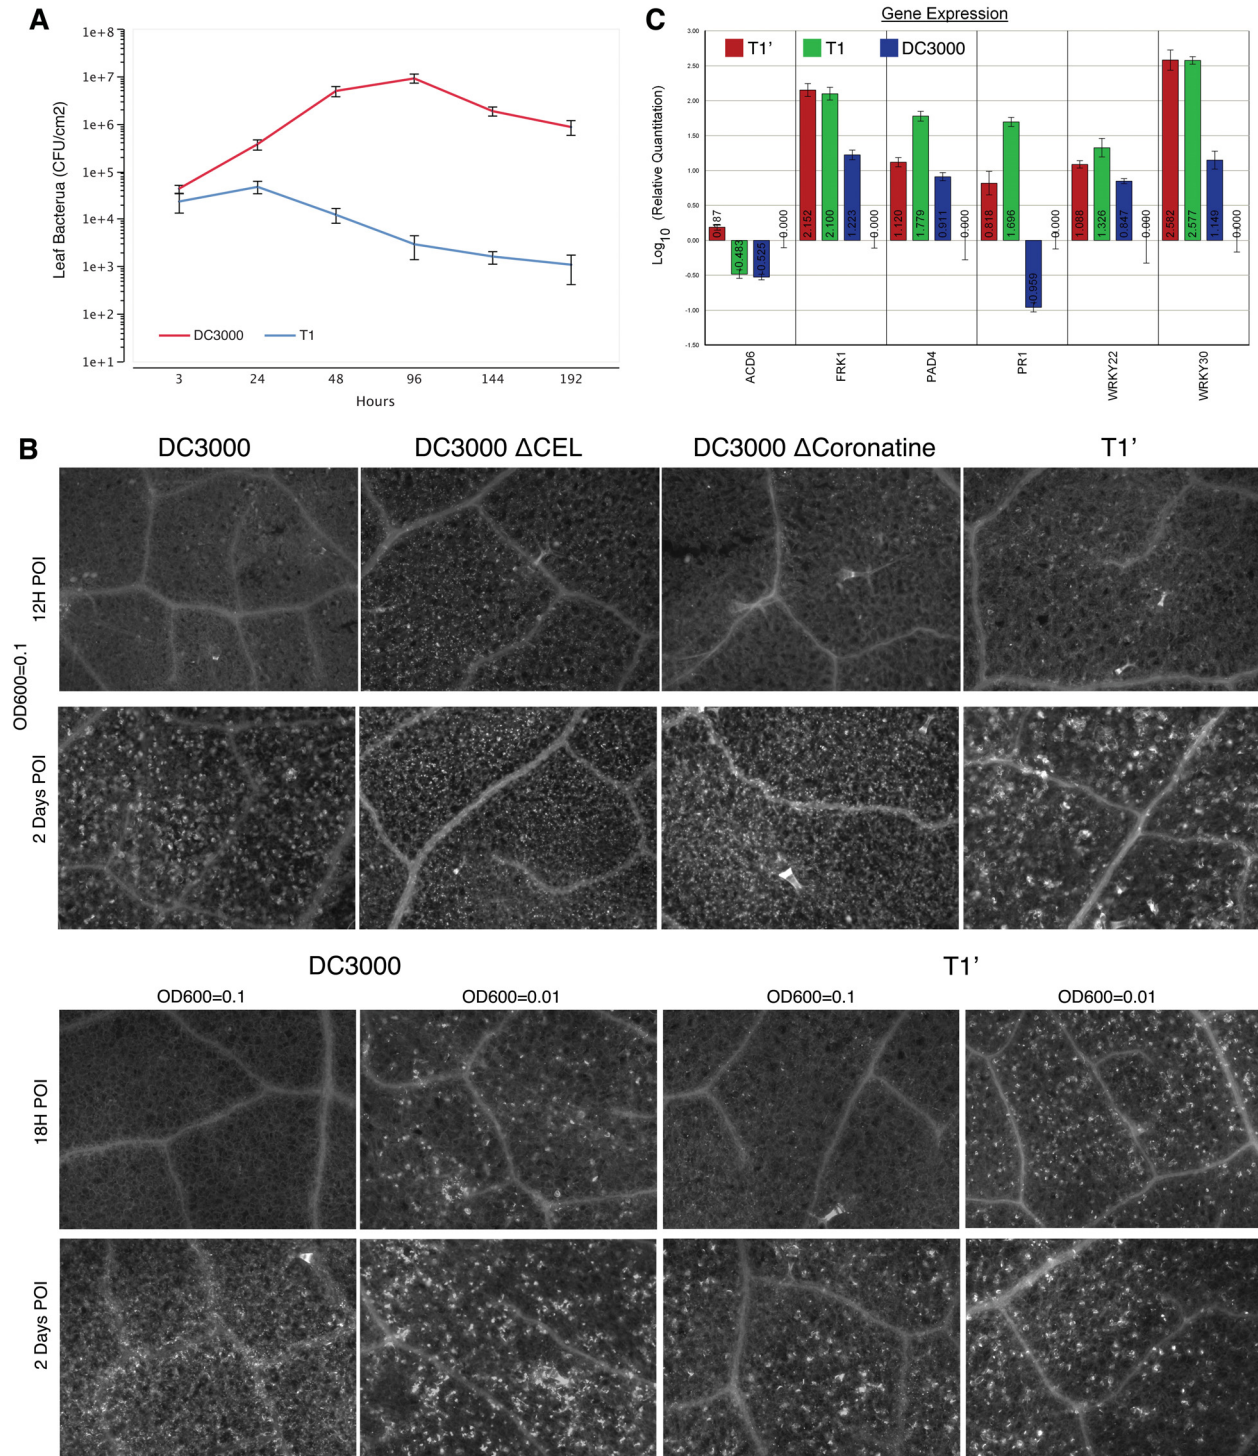 A
Leaf Bacterua (CFU/cm2)
1e+8
1e+7
1e+6
1e+5
1e+4
1e+3
1e+2
1e+1
DC3000 T1
3 24 48 96 144 192
Hours
C
Gene Expression
Log10 (Relative Quantitation)
T1’ T1 DC3000
3.00
2.50
2.00
1.50
1.00
0.50
0.00
-0.50
-1.00
-1.50
0.187 -0.483 -0.525 0.000
2.152 2.100 1.223 0.000
1.120 1.779 0.911 0.000
0.818 1.696 -0.959 0.000
1.088 1.326 0.847 0.000
2.582 2.577 1.149 0.000
ACD6 FRK1 PAD4 PR1 WRKY22 WRKY30
B
DC3000 DC3000 ΔCEL DC3000 ΔCoronatine T1’
OD600=0.1
12H POI
2 Days POI
DC3000 T1’
OD600=0.1 OD600=0.01 OD600=0.1 OD600=0.01
18H POI
2 Days POI